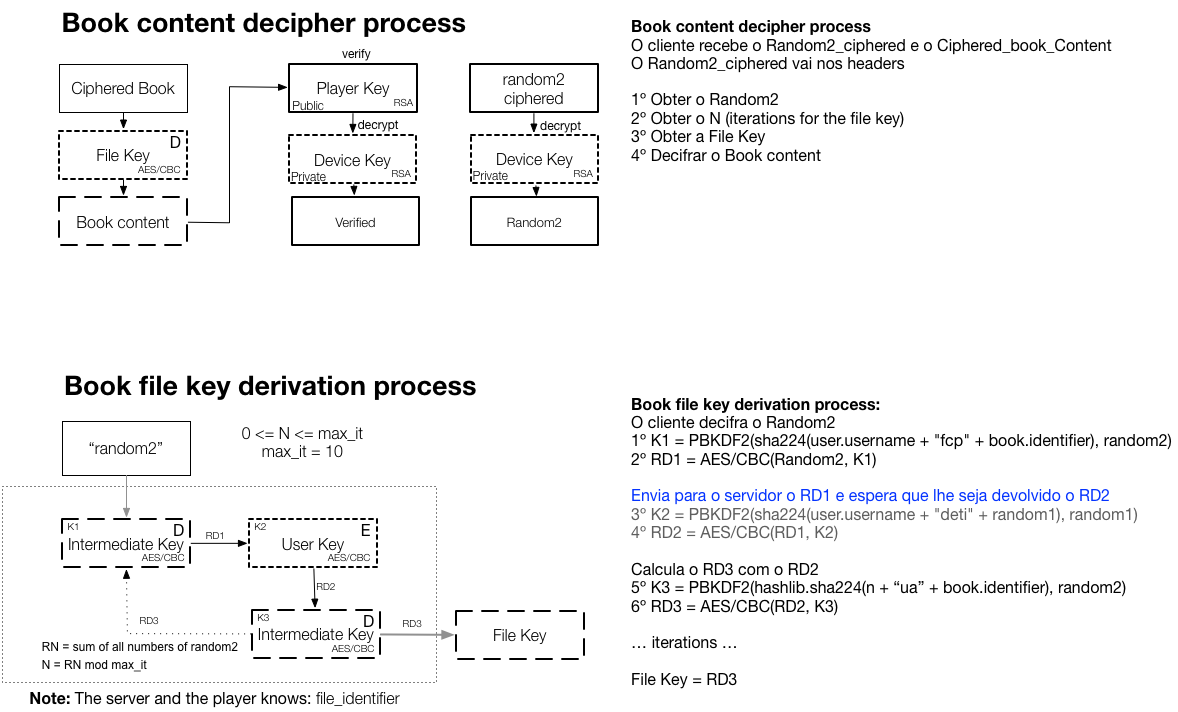 Book content decipher process
verify
Ciphered Book
Player Key
Public
RSA
random2
ciphered
decrypt
decrypt
D
File Key
AES/CBC
Device Key
Private
RSA
Device Key
Private
RSA
Book content
Verified
Random2
Book content decipher process
O cliente recebe o Random2_ciphered e o Ciphered_book_Content
O Random2_ciphered vai nos headers
1º Obter o Random2
2º Obter o N (iterations for the file key)
3º Obter a File Key
4º Decifrar o Book content
Book file key derivation process
“random2”
0 <= N <= max_it
max_it = 10
K1
D
Intermediate Key
AES/CBC
RD1
K2
E
User Key
AES/CBC
RD2
K3
D
Intermediate Key
AES/CBC
RD3
RD3
File Key
RN = sum of all numbers of random2
N = RN mod max_it
Note: The server and the player knows: file_identifier
Book file key derivation process:
O cliente decifra o Random2
1º K1 = PBKDF2(sha224(user.username + "fcp" + book.identifier), random2)
2º RD1 = AES/CBC(Random2, K1)
Envia para o servidor o RD1 e espera que lhe seja devolvido o RD2
3º K2 = PBKDF2(sha224(user.username + "deti" + random1), random1)
4º RD2 = AES/CBC(RD1, K2)
Calcula o RD3 com o RD2
5º K3 = PBKDF2(hashlib.sha224(n + “ua” + book.identifier), random2)
6º RD3 = AES/CBC(RD2, K3)
… iterations …
File Key = RD3